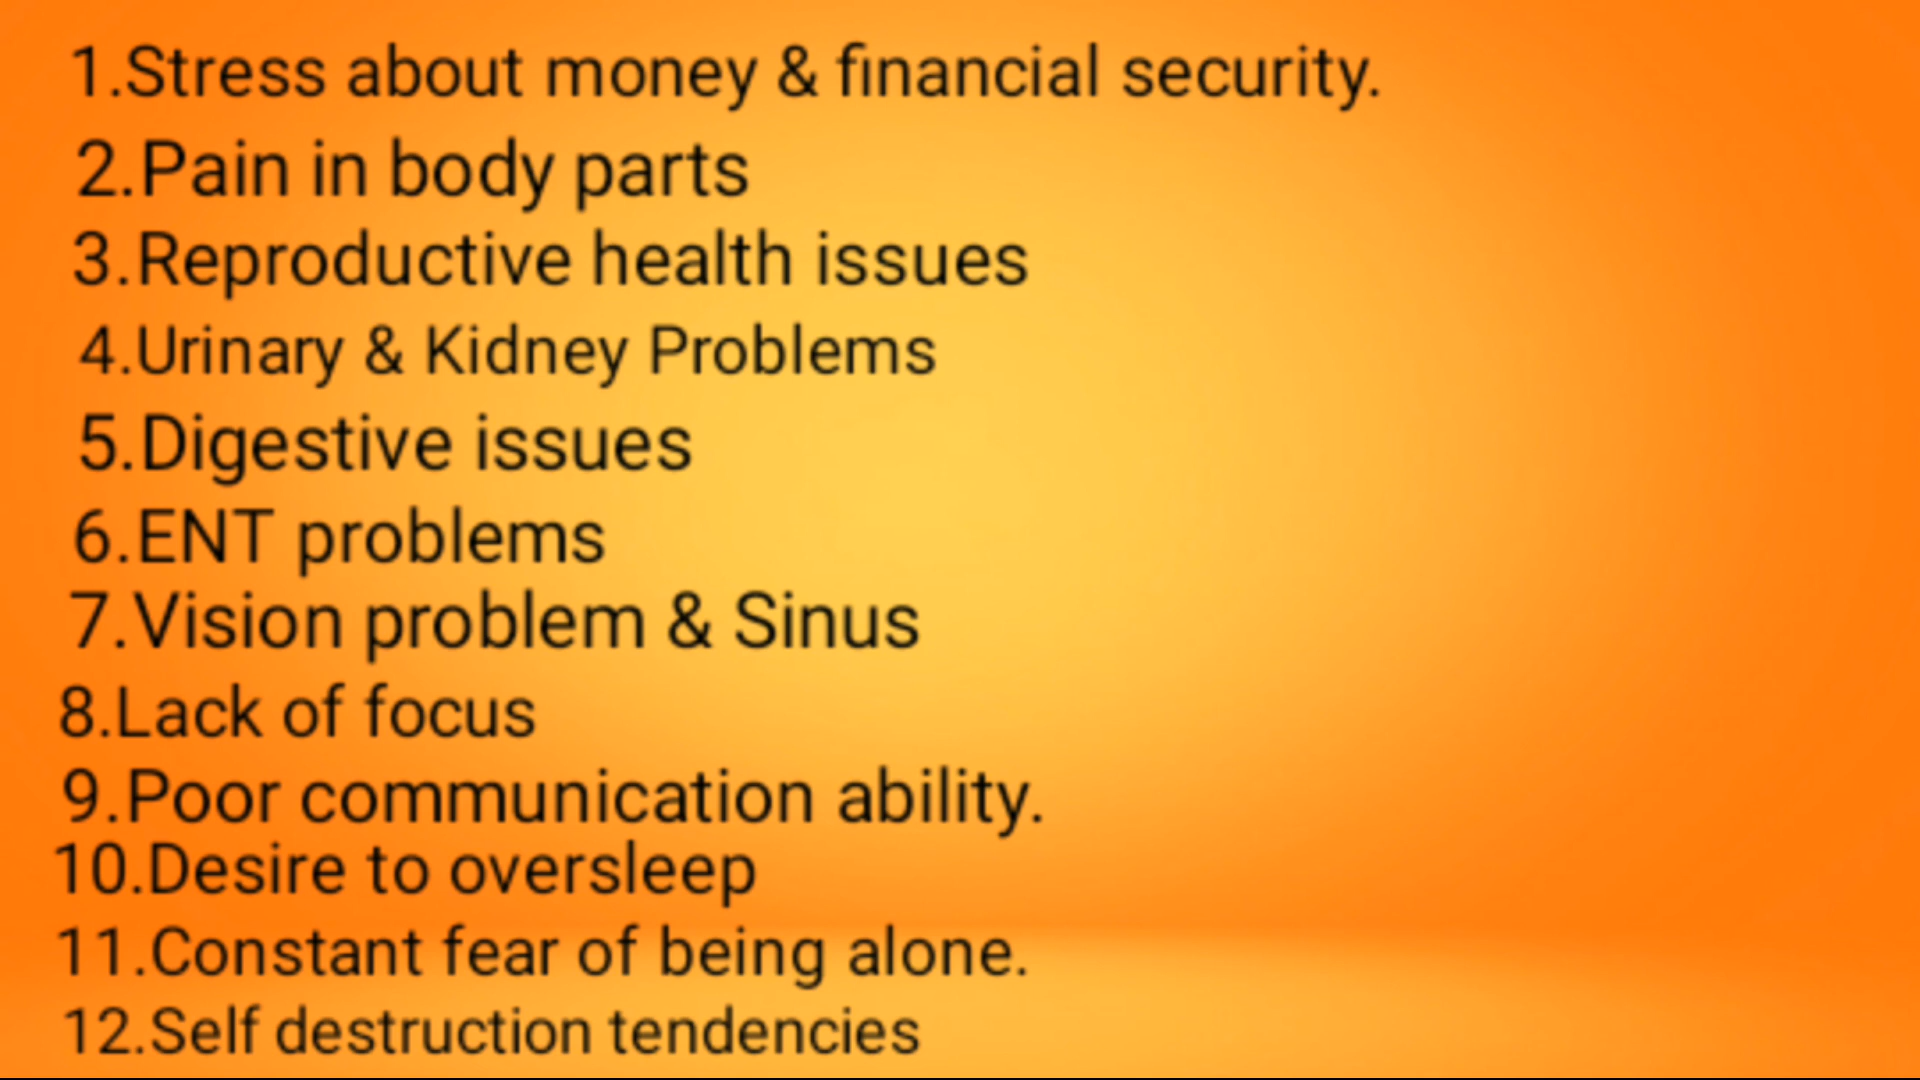 1.Stress about money & financial security.
2.Pain in body parts
3.Reproductive health issues
4.Urinary & Kidney Problems
5.Digestive issues
6.ENT problems
7.Vision problem & Sinus
8.Lack of focus
9.Poor communication ability.
10.Desire to oversleep
11.Constant fear of being alone.
12.Self destruction tendencies